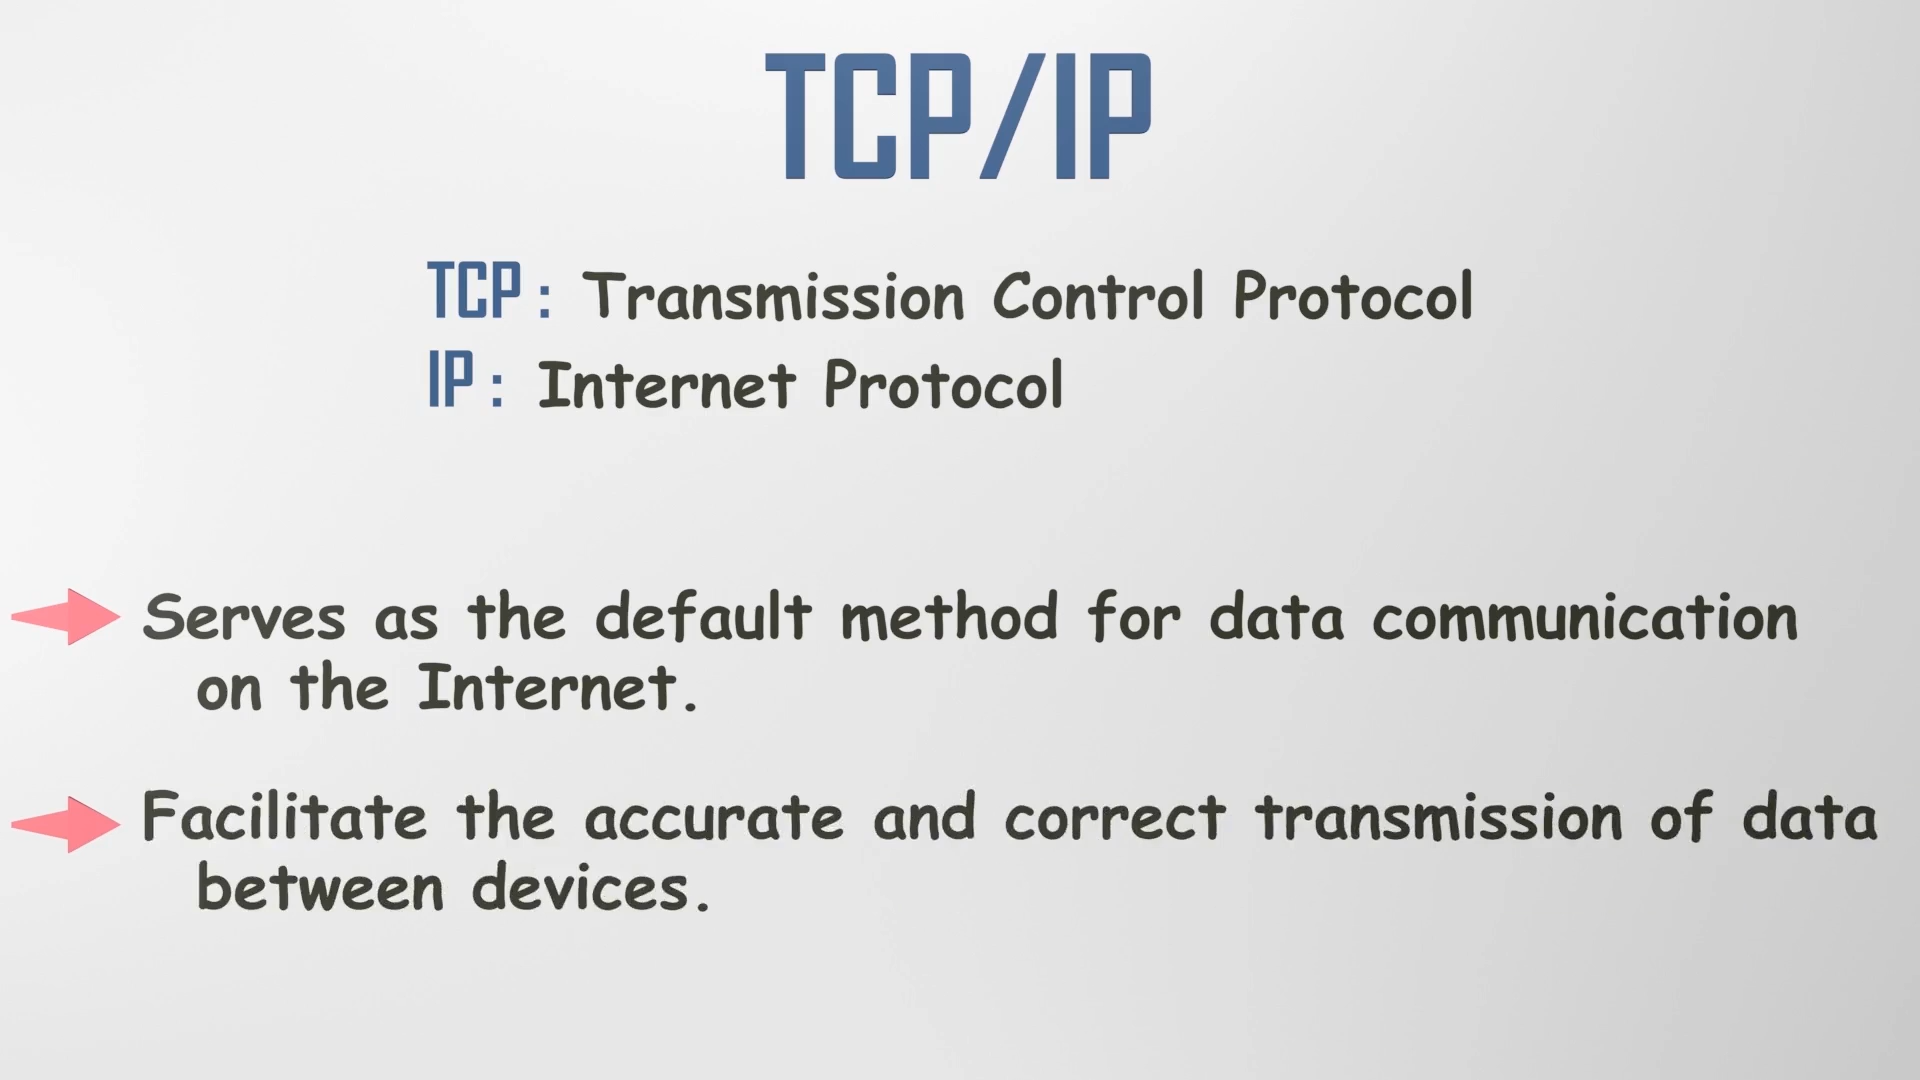 TCP/IP
TCP : Transmission Control Protocol
IP : Internet Protocol
Serves as the default method for data communication
on the Internet.
Facilitate the accurate and correct transmission of data
between devices.